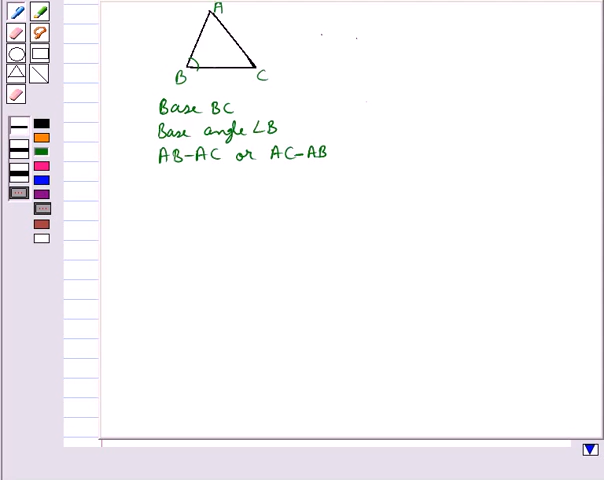 A
B C
Base BC
Base angle ∠B
AB-AC or AC-AB